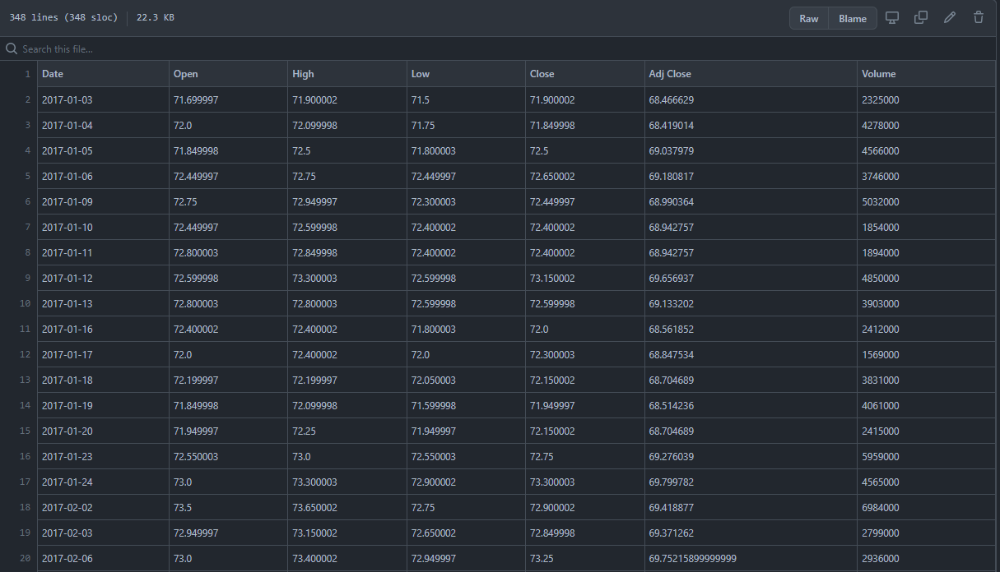 348 lines (348 sloc) 22.3 KB Raw Blame
Search this file...
1 Date Open High Low Close Adj Close Volume
2 2017-01-03 71.699997 71.900002 71.5 71.900002 68.466629 2325000
3 2017-01-04 72.0 72.099998 71.75 71.849998 68.419014 4278000
4 2017-01-05 71.849998 72.5 71.800003 72.5 69.037979 4566000
5 2017-01-06 72.449997 72.75 72.449997 72.650002 69.180817 3746000
6 2017-01-09 72.75 72.949997 72.300003 72.449997 68.990364 5032000
7 2017-01-10 72.449997 72.599998 72.400002 72.400002 68.942757 1854000
8 2017-01-11 72.800003 72.849998 72.400002 72.400002 68.942757 1894000
9 2017-01-12 72.599998 73.300003 72.599998 73.150002 69.656937 4850000
10 2017-01-13 72.800003 72.800003 72.599998 72.599998 69.133202 3903000
11 2017-01-16 72.400002 72.400002 71.800003 72.0 68.561852 2412000
12 2017-01-17 72.0 72.400002 72.0 72.300003 68.847534 1569000
13 2017-01-18 72.199997 72.199997 72.050003 72.150002 68.704689 3831000
14 2017-01-19 71.849998 72.099998 71.599998 71.949997 68.514236 4061000
15 2017-01-20 71.949997 72.25 71.949997 72.150002 68.704689 2415000
16 2017-01-23 72.550003 73.0 72.550003 72.75 69.276039 5959000
17 2017-01-24 73.0 73.300003 72.900002 73.300003 69.799782 4565000
18 2017-02-02 73.5 73.650002 72.75 72.900002 69.418877 6984000
19 2017-02-03 72.949997 73.150002 72.650002 72.849998 69.371262 2799000
20 2017-02-06 73.0 73.400002 72.949997 73.25 69.75215899999999 2936000